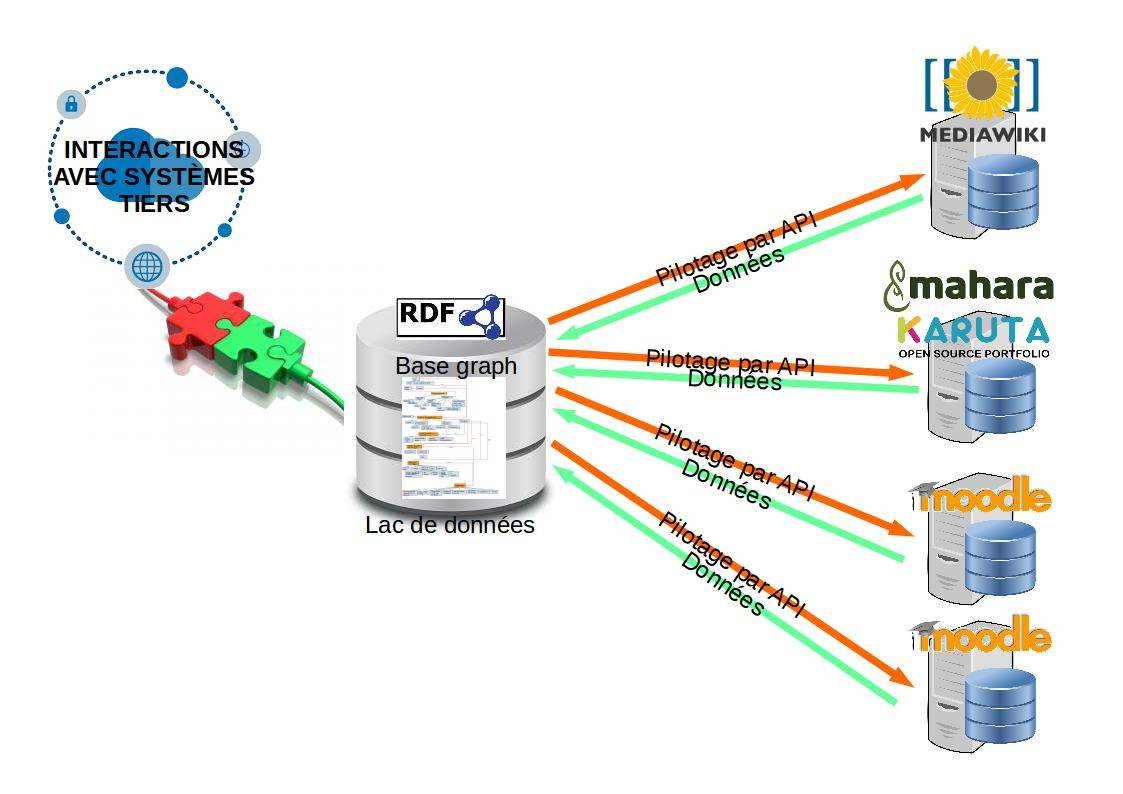 INTERACTIONS
AVEC SYSTÈMES
TIERS
RDF
Base graph
Lac de données
Pilotage par API
Données
Pilotage par API
Données
Pilotage par API
Données
Pilotage par API
Données
[[ ]]
MEDIAWIKI
mahara
KARUTA
OPEN SOURCE PORTFOLIO
moodle
moodle